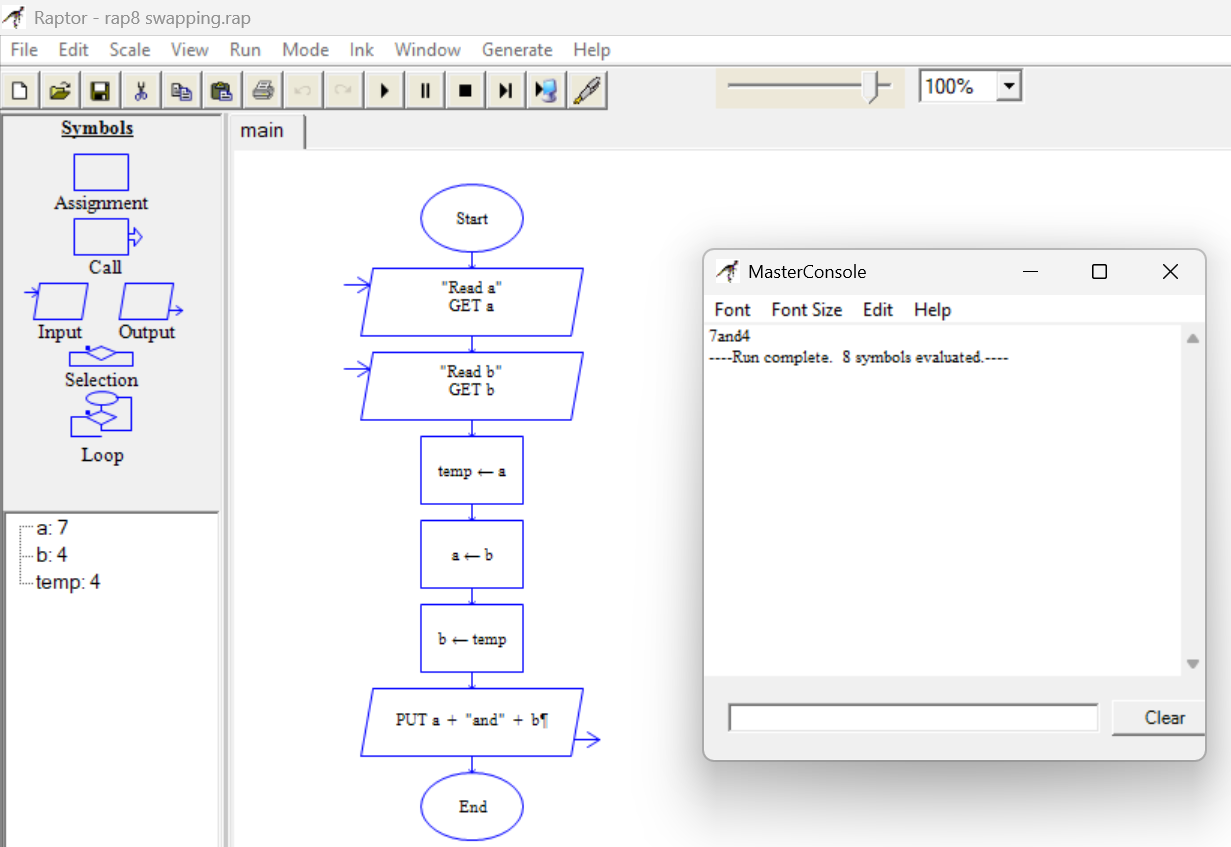 Raptor - rap8 swapping.rap
File Edit Scale View Run Mode Ink Window Generate Help
100%
Symbols
Assignment
Call
Input Output
Selection
Loop
a: 7
b: 4
temp: 4
main
Start
"Read a"
GET a
"Read b"
GET b
temp ← a
a ← b
b ← temp
PUT a + "and" + b¶
End
MasterConsole
Font Font Size Edit Help
7and4
----Run complete. 8 symbols evaluated.----
Clear